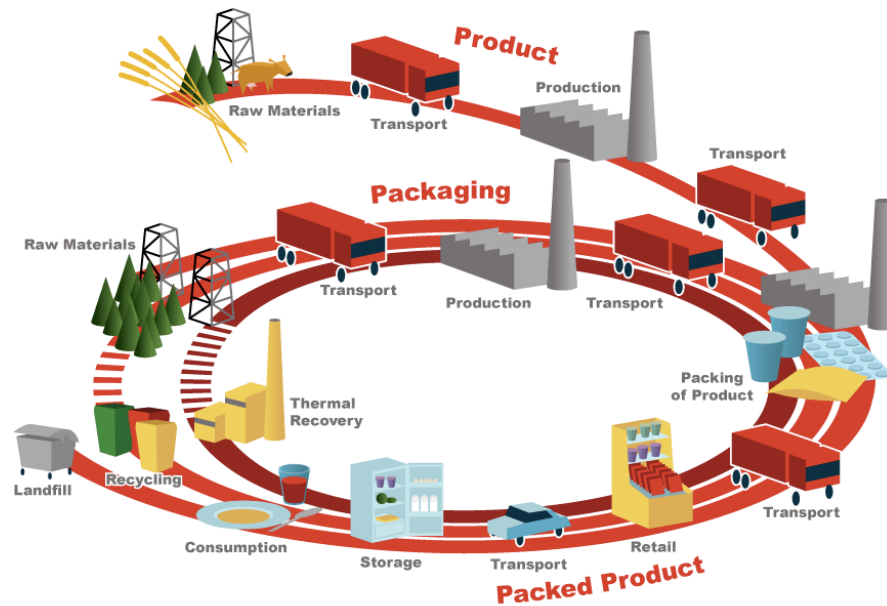 Product
Raw Materials
Transport
Production
Transport
Packaging
Raw Materials
Transport
Production
Transport
Packing
of Product
Thermal
Recovery
Landfill
Recycling
Consumption
Storage
Transport
Retail
Transport
Packed Product